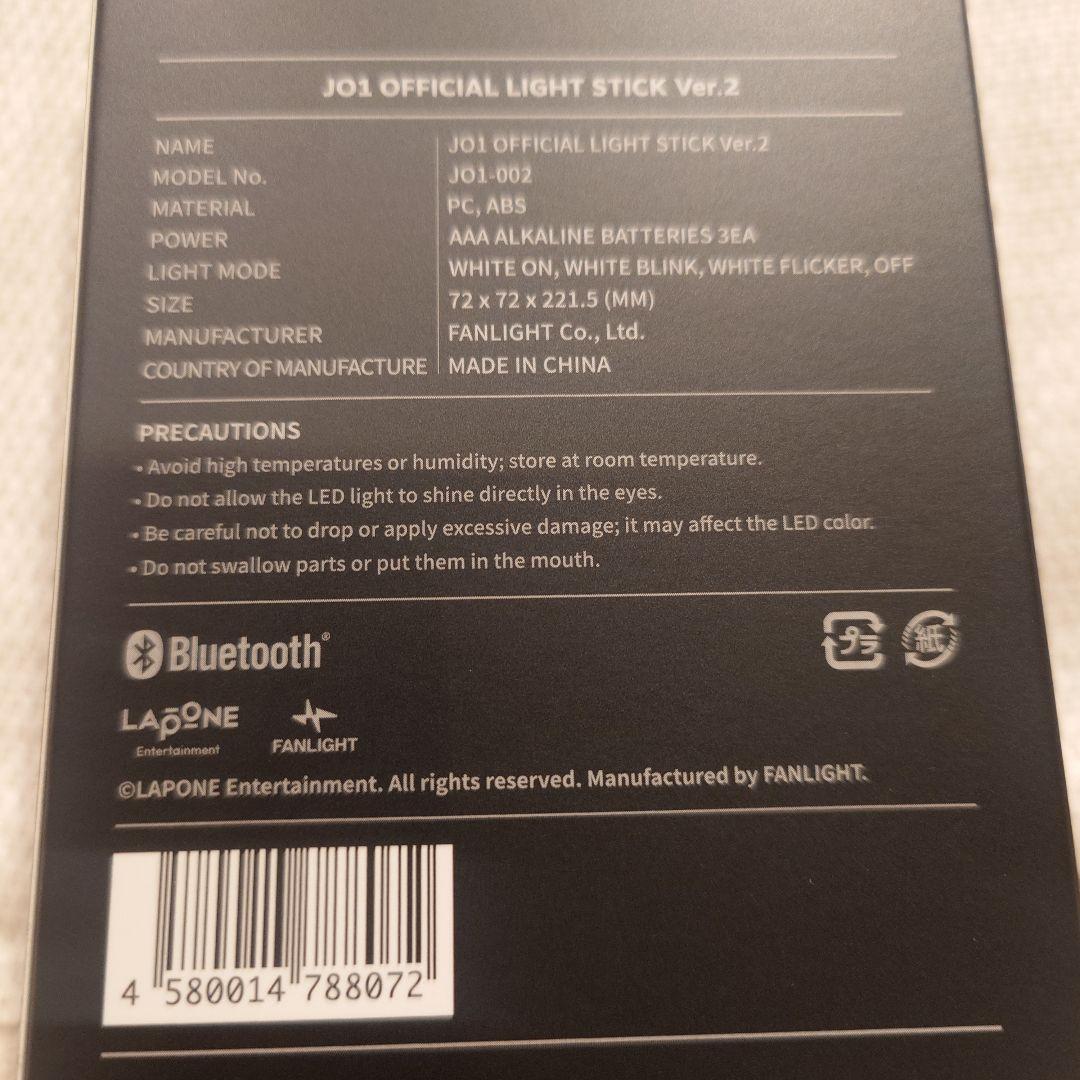 JO1 OFFICIAL LIGHT STICK Ver.2
NAME JO1 OFFICIAL LIGHT STICK Ver.2
MODEL No. JO1-002
MATERIAL PC, ABS
POWER AAA ALKALINE BATTERIES 3EA
LIGHT MODE WHITE ON, WHITE BLINK, WHITE FLICKER, OFF
SIZE 72 x 72 x 221.5 (MM)
MANUFACTURER FANLIGHT Co., Ltd.
COUNTRY OF MANUFACTURE MADE IN CHINA
PRECAUTIONS
• Avoid high temperatures or humidity; store at room temperature.
• Do not allow the LED light to shine directly in the eyes.
• Be careful not to drop or apply excessive damage; it may affect the LED color.
• Do not swallow parts or put them in the mouth.
Bluetooth®
プラ 紙
LAPONE
Entertainment
FANLIGHT
©LAPONE Entertainment. All rights reserved. Manufactured by FANLIGHT.
4 580014 788072